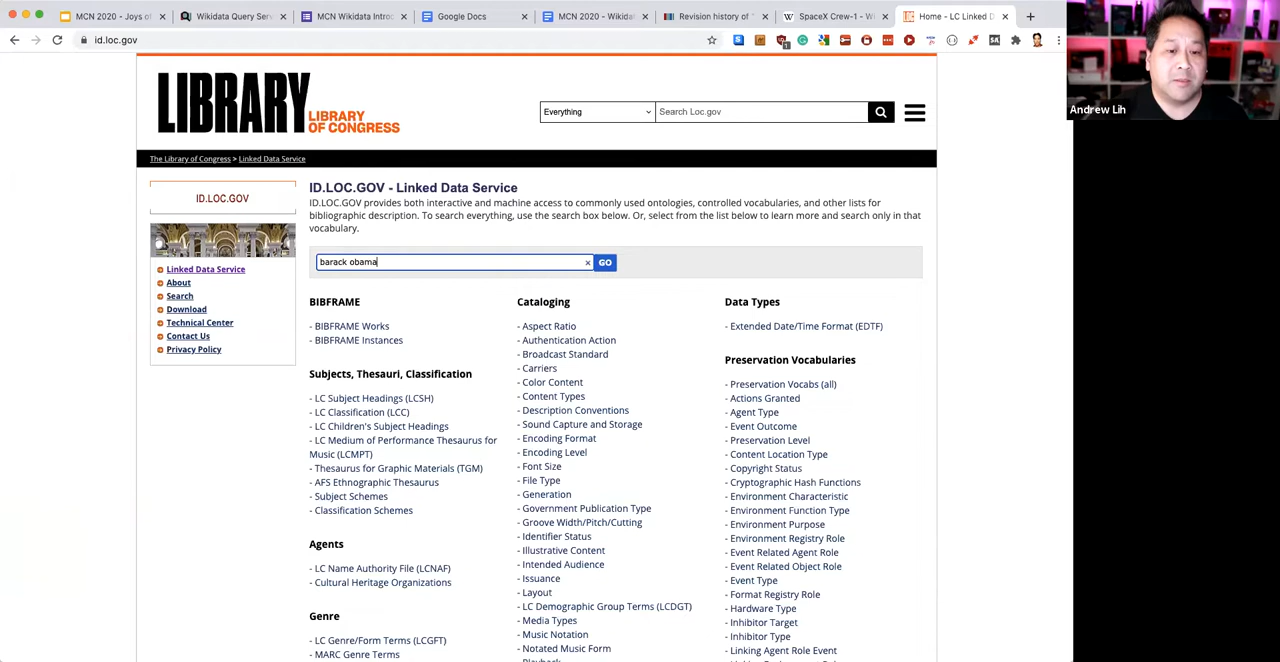 MCN 2020 - Joys of
Wikidata Query Serv
MCN Wikidata Introd
Google Docs
MCN 2020 - Wikidat
Revision history of "
SpaceX Crew-1 - Wi
Home - LC Linked D
id.loc.gov
Andrew Lih
LIBRARY
LIBRARY
OF CONGRESS
Everything
Search Loc.gov
The Library of Congress > Linked Data Service
ID.LOC.GOV
Linked Data Service
About
Search
Download
Technical Center
Contact Us
Privacy Policy
ID.LOC.GOV - Linked Data Service
ID.LOC.GOV provides both interactive and machine access to commonly used ontologies, controlled vocabularies, and other lists for
bibliographic description. To search everything, use the search box below. Or, select from the list below to learn more and search only in that
vocabulary.
barack obama
GO
BIBFRAME
- BIBFRAME Works
- BIBFRAME Instances
Subjects, Thesauri, Classification
- LC Subject Headings (LCSH)
- LC Classification (LCC)
- LC Children's Subject Headings
- LC Medium of Performance Thesaurus for
Music (LCMPT)
- Thesaurus for Graphic Materials (TGM)
- AFS Ethnographic Thesaurus
- Subject Schemes
- Classification Schemes
Agents
- LC Name Authority File (LCNAF)
- Cultural Heritage Organizations
Genre
- LC Genre/Form Terms (LCGFT)
- MARC Genre Terms
Cataloging
- Aspect Ratio
- Authentication Action
- Broadcast Standard
- Carriers
- Color Content
- Content Types
- Description Conventions
- Sound Capture and Storage
- Encoding Format
- Encoding Level
- Font Size
- File Type
- Generation
- Government Publication Type
- Groove Width/Pitch/Cutting
- Identifier Status
- Illustrative Content
- Intended Audience
- Issuance
- Layout
- LC Demographic Group Terms (LCDGT)
- Media Types
- Music Notation
- Notated Music Form
- Playback
Data Types
- Extended Date/Time Format (EDTF)
Preservation Vocabularies
- Preservation Vocabs (all)
- Actions Granted
- Agent Type
- Event Outcome
- Preservation Level
- Content Location Type
- Copyright Status
- Cryptographic Hash Functions
- Environment Characteristic
- Environment Function Type
- Environment Purpose
- Environment Registry Role
- Event Related Agent Role
- Event Related Object Role
- Event Type
- Format Registry Role
- Hardware Type
- Inhibitor Target
- Inhibitor Type
- Linking Agent Role Event